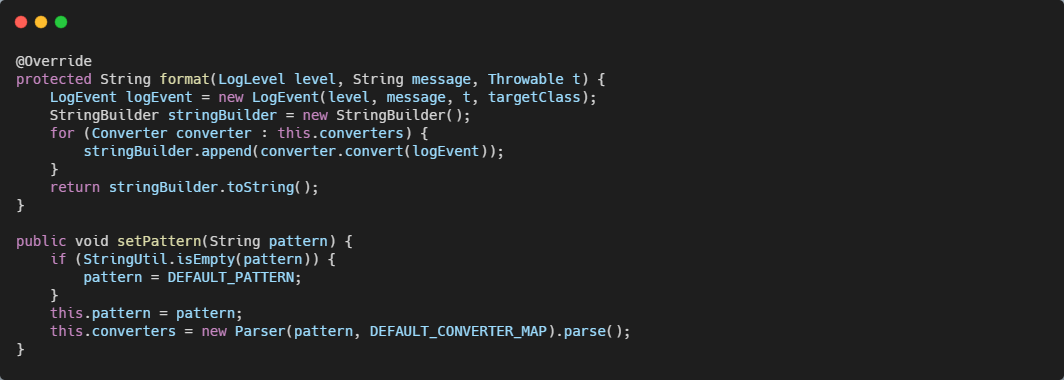 @Override
protected String format(LogLevel level, String message, Throwable t) {
    LogEvent logEvent = new LogEvent(level, message, t, targetClass);
    StringBuilder stringBuilder = new StringBuilder();
    for (Converter converter : this.converters) {
        stringBuilder.append(converter.convert(logEvent));
    }
    return stringBuilder.toString();
}

public void setPattern(String pattern) {
    if (StringUtil.isEmpty(pattern)) {
        pattern = DEFAULT_PATTERN;
    }
    this.pattern = pattern;
    this.converters = new Parser(pattern, DEFAULT_CONVERTER_MAP).parse();
}